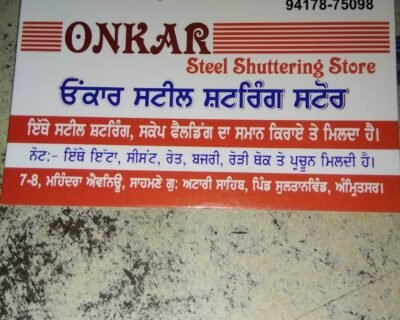 94178-75098
ONKAR
Steel Shuttering Store
ਓਂਕਾਰ ਸਟੀਲ ਸ਼ਟਰਿੰਗ ਸਟੋਰ
ਇੱਥੇ ਸਟੀਲ ਸ਼ਟਰਿੰਗ, ਸਕੇਪ ਫੈਲਡਿੰਗ ਦਾ ਸਮਾਨ ਕਿਰਾਏ ਤੇ ਮਿਲਦਾ ਹੈ।
ਨੋਟ:- ਇੱਥੇ ਇੱਟਾ, ਸੀਮੰਟ, ਰੇਤ, ਬਜਰੀ, ਰੋੜੀ ਥੋਕ ਤੇ ਪ੍ਰਚੂਨ ਮਿਲਦੀ ਹੈ।
7-8, ਮਹਿੰਦਰਾ ਐਵਨਿਊ, ਸਾਹਮਣੇ ਗੁ: ਅਟਾਰੀ ਸਾਹਿਬ, ਪਿੰਡ ਸੁਲਤਾਨਵਿੰਡ, ਅੰਮ੍ਰਿਤਸਰ।